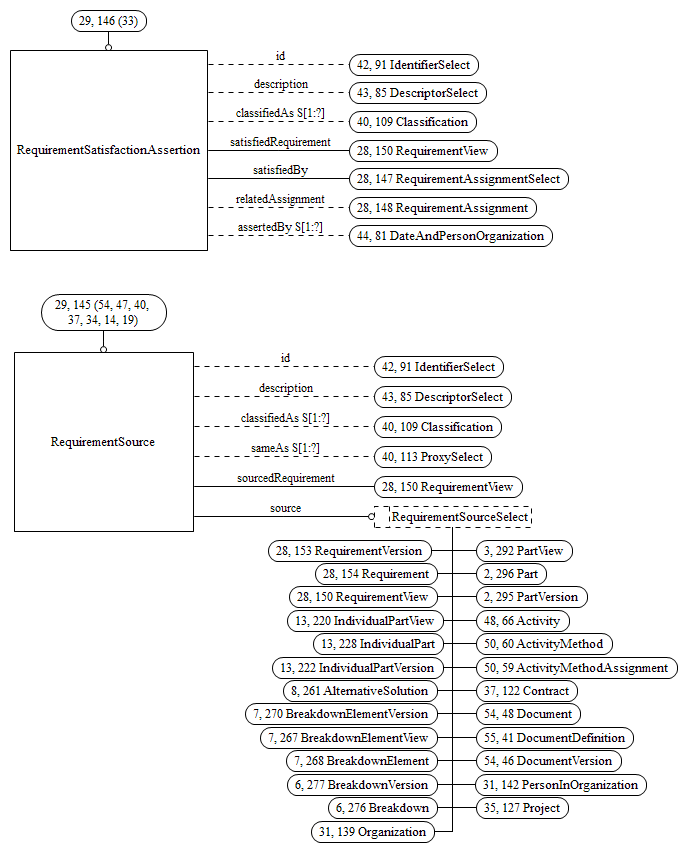 29, 146 (33)
RequirementSatisfactionAssertion
id
42, 91 IdentifierSelect
description
43, 85 DescriptorSelect
classifiedAs S[1:?]
40, 109 Classification
satisfiedRequirement
28, 150 RequirementView
satisfiedBy
28, 147 RequirementAssignmentSelect
relatedAssignment
28, 148 RequirementAssignment
assertedBy S[1:?]
44, 81 DateAndPersonOrganization
29, 145 (54, 47, 40,
37, 34, 14, 19)
RequirementSource
id
42, 91 IdentifierSelect
description
43, 85 DescriptorSelect
classifiedAs S[1:?]
40, 109 Classification
sameAs S[1:?]
40, 113 ProxySelect
sourcedRequirement
28, 150 RequirementView
source
RequirementSourceSelect
28, 153 RequirementVersion
3, 292 PartView
28, 154 Requirement
2, 296 Part
28, 150 RequirementView
2, 295 PartVersion
13, 220 IndividualPartView
48, 66 Activity
13, 228 IndividualPart
50, 60 ActivityMethod
13, 222 IndividualPartVersion
50, 59 ActivityMethodAssignment
8, 261 AlternativeSolution
37, 122 Contract
7, 270 BreakdownElementVersion
54, 48 Document
7, 267 BreakdownElementView
55, 41 DocumentDefinition
7, 268 BreakdownElement
54, 46 DocumentVersion
6, 277 BreakdownVersion
31, 142 PersonInOrganization
6, 276 Breakdown
35, 127 Project
31, 139 Organization